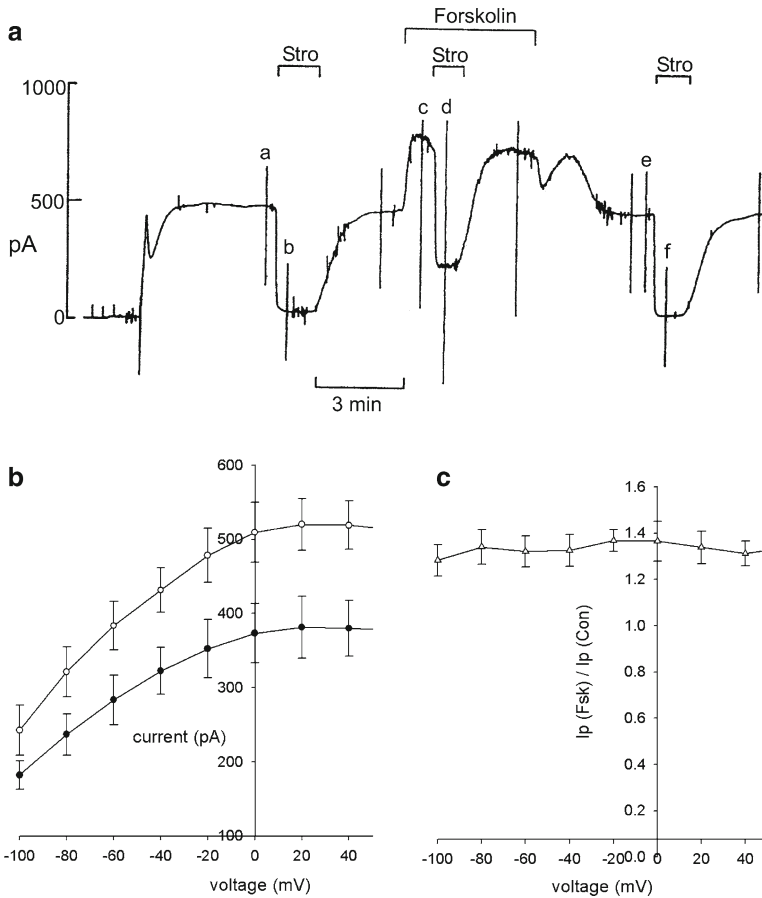 a
Forskolin
Stro
Stro
Stro
1000
500
pA
0
a
b
c
d
e
f
3 min
b
600
500
400
300
200
100
current (pA)
-100 -80 -60 -40 -20 0 20 40
voltage (mV)
c
1.6
1.4
1.2
1.0
0.8
0.6
0.4
0.2
0.0
Ip (Fsk) / Ip (Con)
-100 -80 -60 -40 -20 0 20 40
voltage (mV)